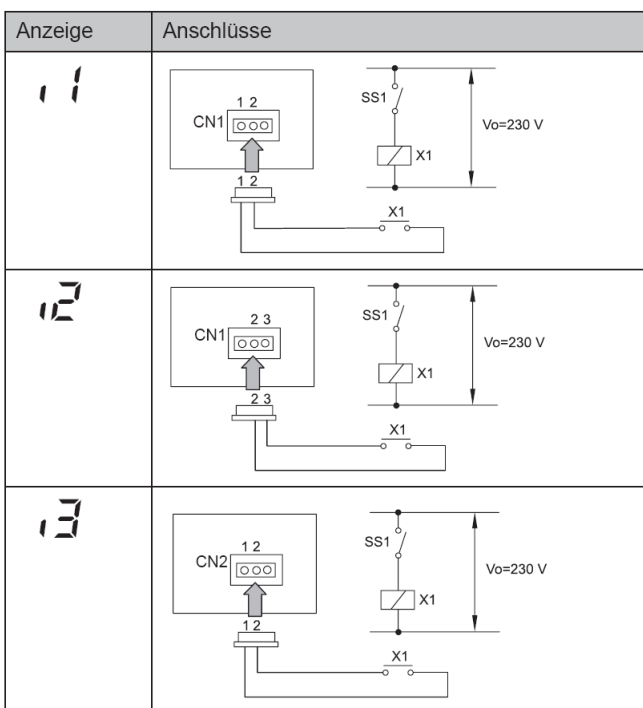 Anzeige Anschlüsse
i1
1 2
CN1
1 2
X1
SS1
X1
Vo=230 V
i2
2 3
CN1
2 3
X1
SS1
X1
Vo=230 V
i3
1 2
CN2
1 2
X1
SS1
X1
Vo=230 V